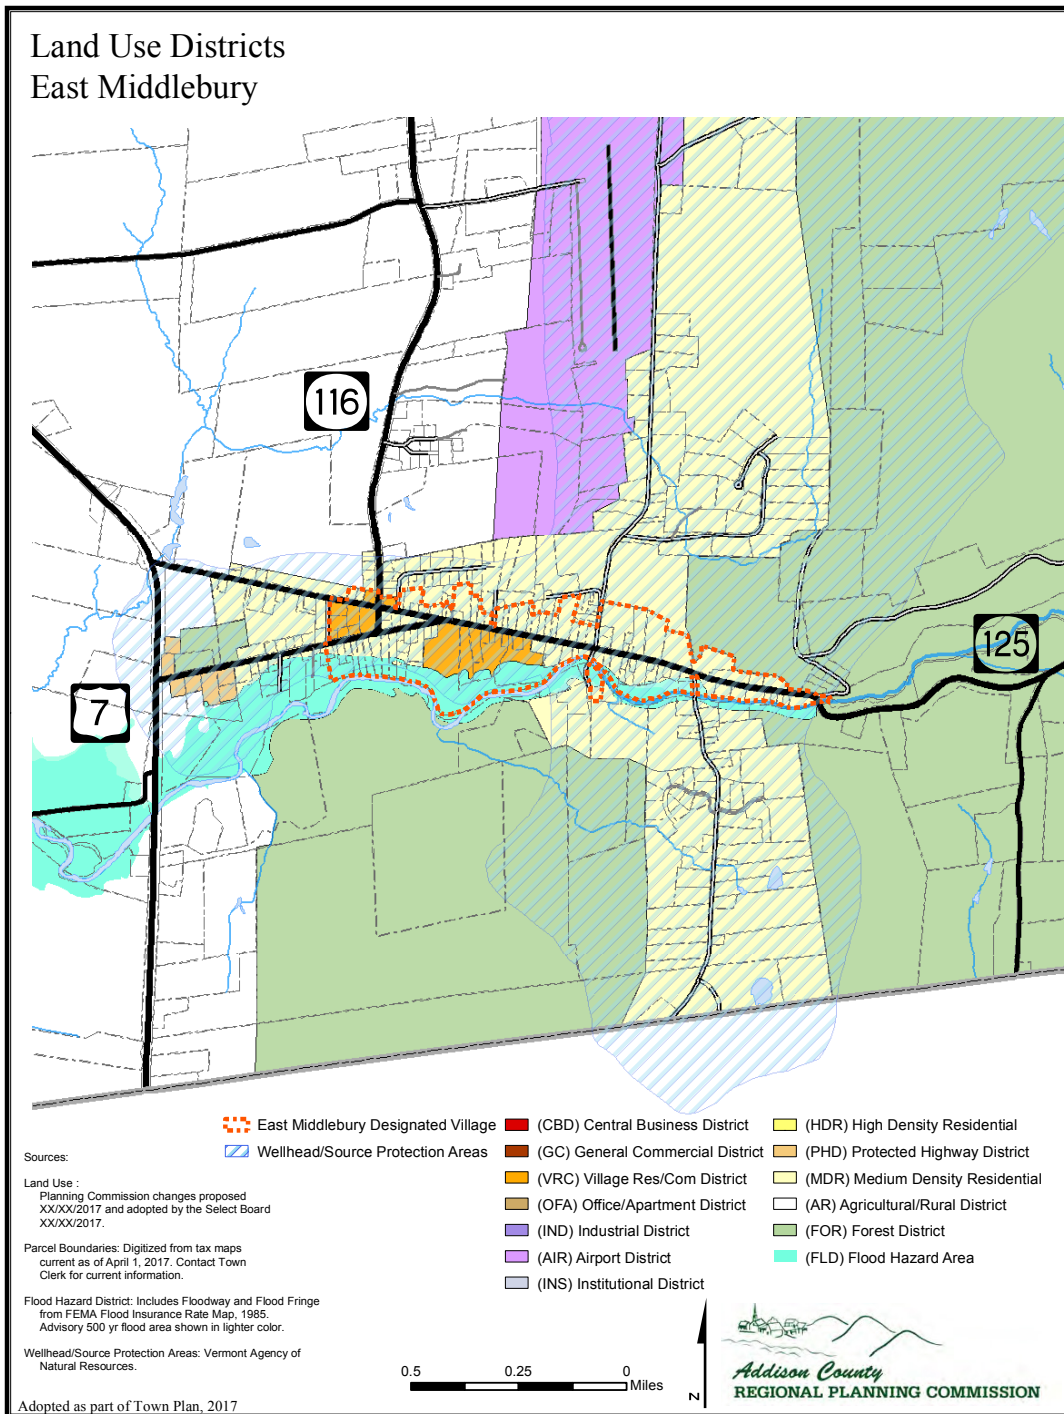 Land Use Districts
East Middlebury
116
125
7
East Middlebury Designated Village
Wellhead/Source Protection Areas
(CBD) Central Business District
(GC) General Commercial District
(VRC) Village Res/Com District
(OFA) Office/Apartment District
(IND) Industrial District
(AIR) Airport District
(INS) Institutional District
(HDR) High Density Residential
(PHD) Protected Highway District
(MDR) Medium Density Residential
(AR) Agricultural/Rural District
(FOR) Forest District
(FLD) Flood Hazard Area
Sources:
Land Use :
Planning Commission changes proposed
XX/XX/2017 and adopted by the Select Board
XX/XX/2017.
Parcel Boundaries: Digitized from tax maps
current as of April 1, 2017. Contact Town
Clerk for current information.
Flood Hazard District: Includes Floodway and Flood Fringe
from FEMA Flood Insurance Rate Map, 1985.
Advisory 500 yr flood area shown in lighter color.
Wellhead/Source Protection Areas: Vermont Agency of
Natural Resources.
0.5 0.25 0
Miles
N
Addison County
REGIONAL PLANNING COMMISSION
Adopted as part of Town Plan, 2017